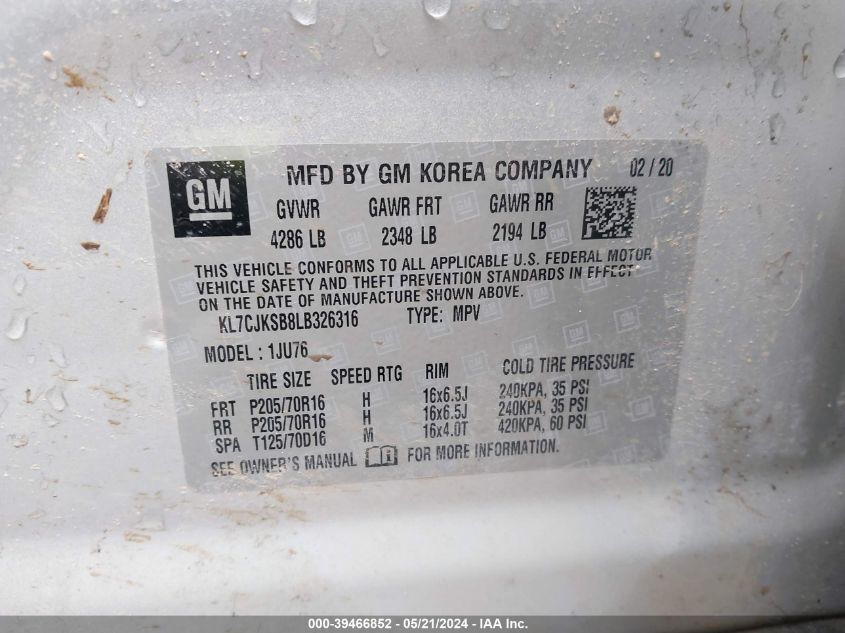 GM
MFD BY GM KOREA COMPANY 02/20
GVWR GAWR FRT GAWR RR
4286 LB 2348 LB 2194 LB
THIS VEHICLE CONFORMS TO ALL APPLICABLE U.S. FEDERAL MOTOR
VEHICLE SAFETY AND THEFT PREVENTION STANDARDS IN EFFECT
ON THE DATE OF MANUFACTURE SHOWN ABOVE.
KL7CJKSB8LB326316 TYPE: MPV
MODEL : 1JU76
TIRE SIZE SPEED RTG RIM COLD TIRE PRESSURE
FRT P205/70R16 H 16x6.5J 240KPA, 35 PSI
RR P205/70R16 H 16x6.5J 240KPA, 35 PSI
SPA T125/70D16 M 16x4.0T 420KPA, 60 PSI
SEE OWNER'S MANUAL FOR MORE INFORMATION.
000-39466852 - 05/21/2024 - IAA Inc.